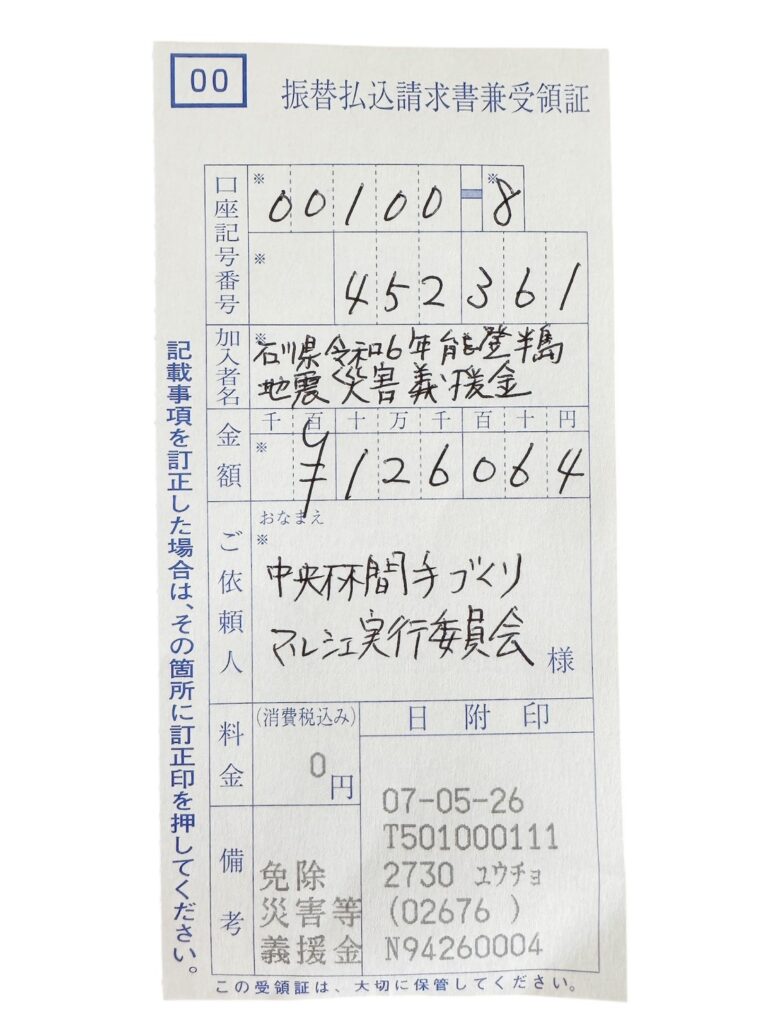 00
振替払込請求書兼受領証
口座記号番号
※ 00100-※8
※ 452361
加入者名
※石川県令和6年能登半島
地震災害義援金
金額
千百十万千百十円
※ ¥126064
ご依頼人
おなまえ
※
中央林間手づくり
マルシェ実行委員会 様
料金
(消費税込み)
0円
日附印
07-05-26
T501000111
2730 ユウチョ
(02676 )
N94260004
備考
免除
災害等
義援金
記載事項を訂正した場合は、その箇所に訂正印を押してください。
この受領証は、大切に保管してください。